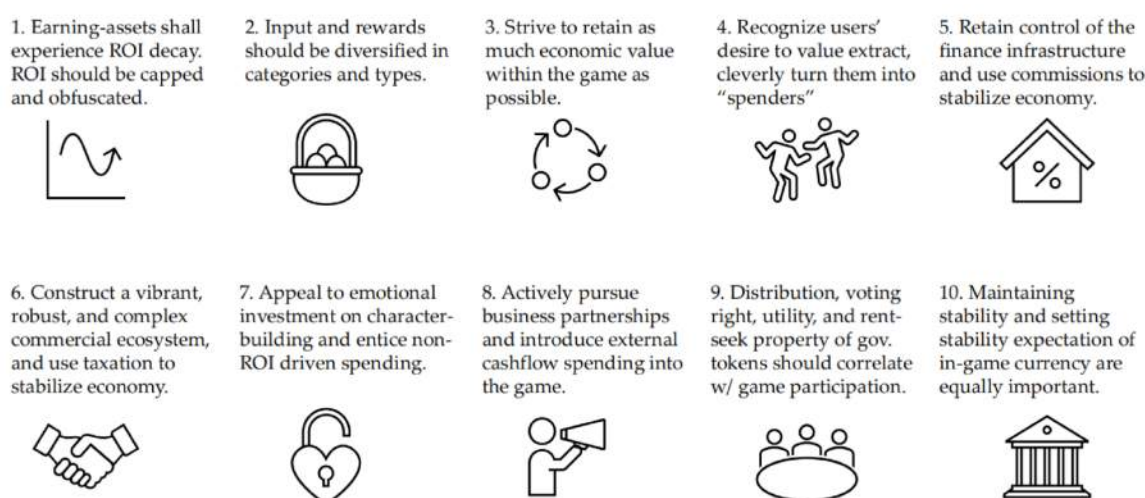 1. Earning-assets shall
experience ROI decay.
ROI should be capped
and obfuscated.
2. Input and rewards
should be diversified in
categories and types.
3. Strive to retain as
much economic value
within the game as
possible.
4. Recognize users’
desire to value extract,
cleverly turn them into
“spenders”
5. Retain control of the
finance infrastructure
and use commissions to
stabilize economy.
%
6. Construct a vibrant,
robust, and complex
commercial ecosystem,
and use taxation to
stabilize economy.
7. Appeal to emotional
investment on character-
building and entice non-
ROI driven spending.
8. Actively pursue
business partnerships
and introduce external
cashflow spending into
the game.
9. Distribution, voting
right, utility, and rent-
seek property of gov.
tokens should correlate
w/ game participation.
10. Maintaining
stability and setting
stability expectation of
in-game currency are
equally important.